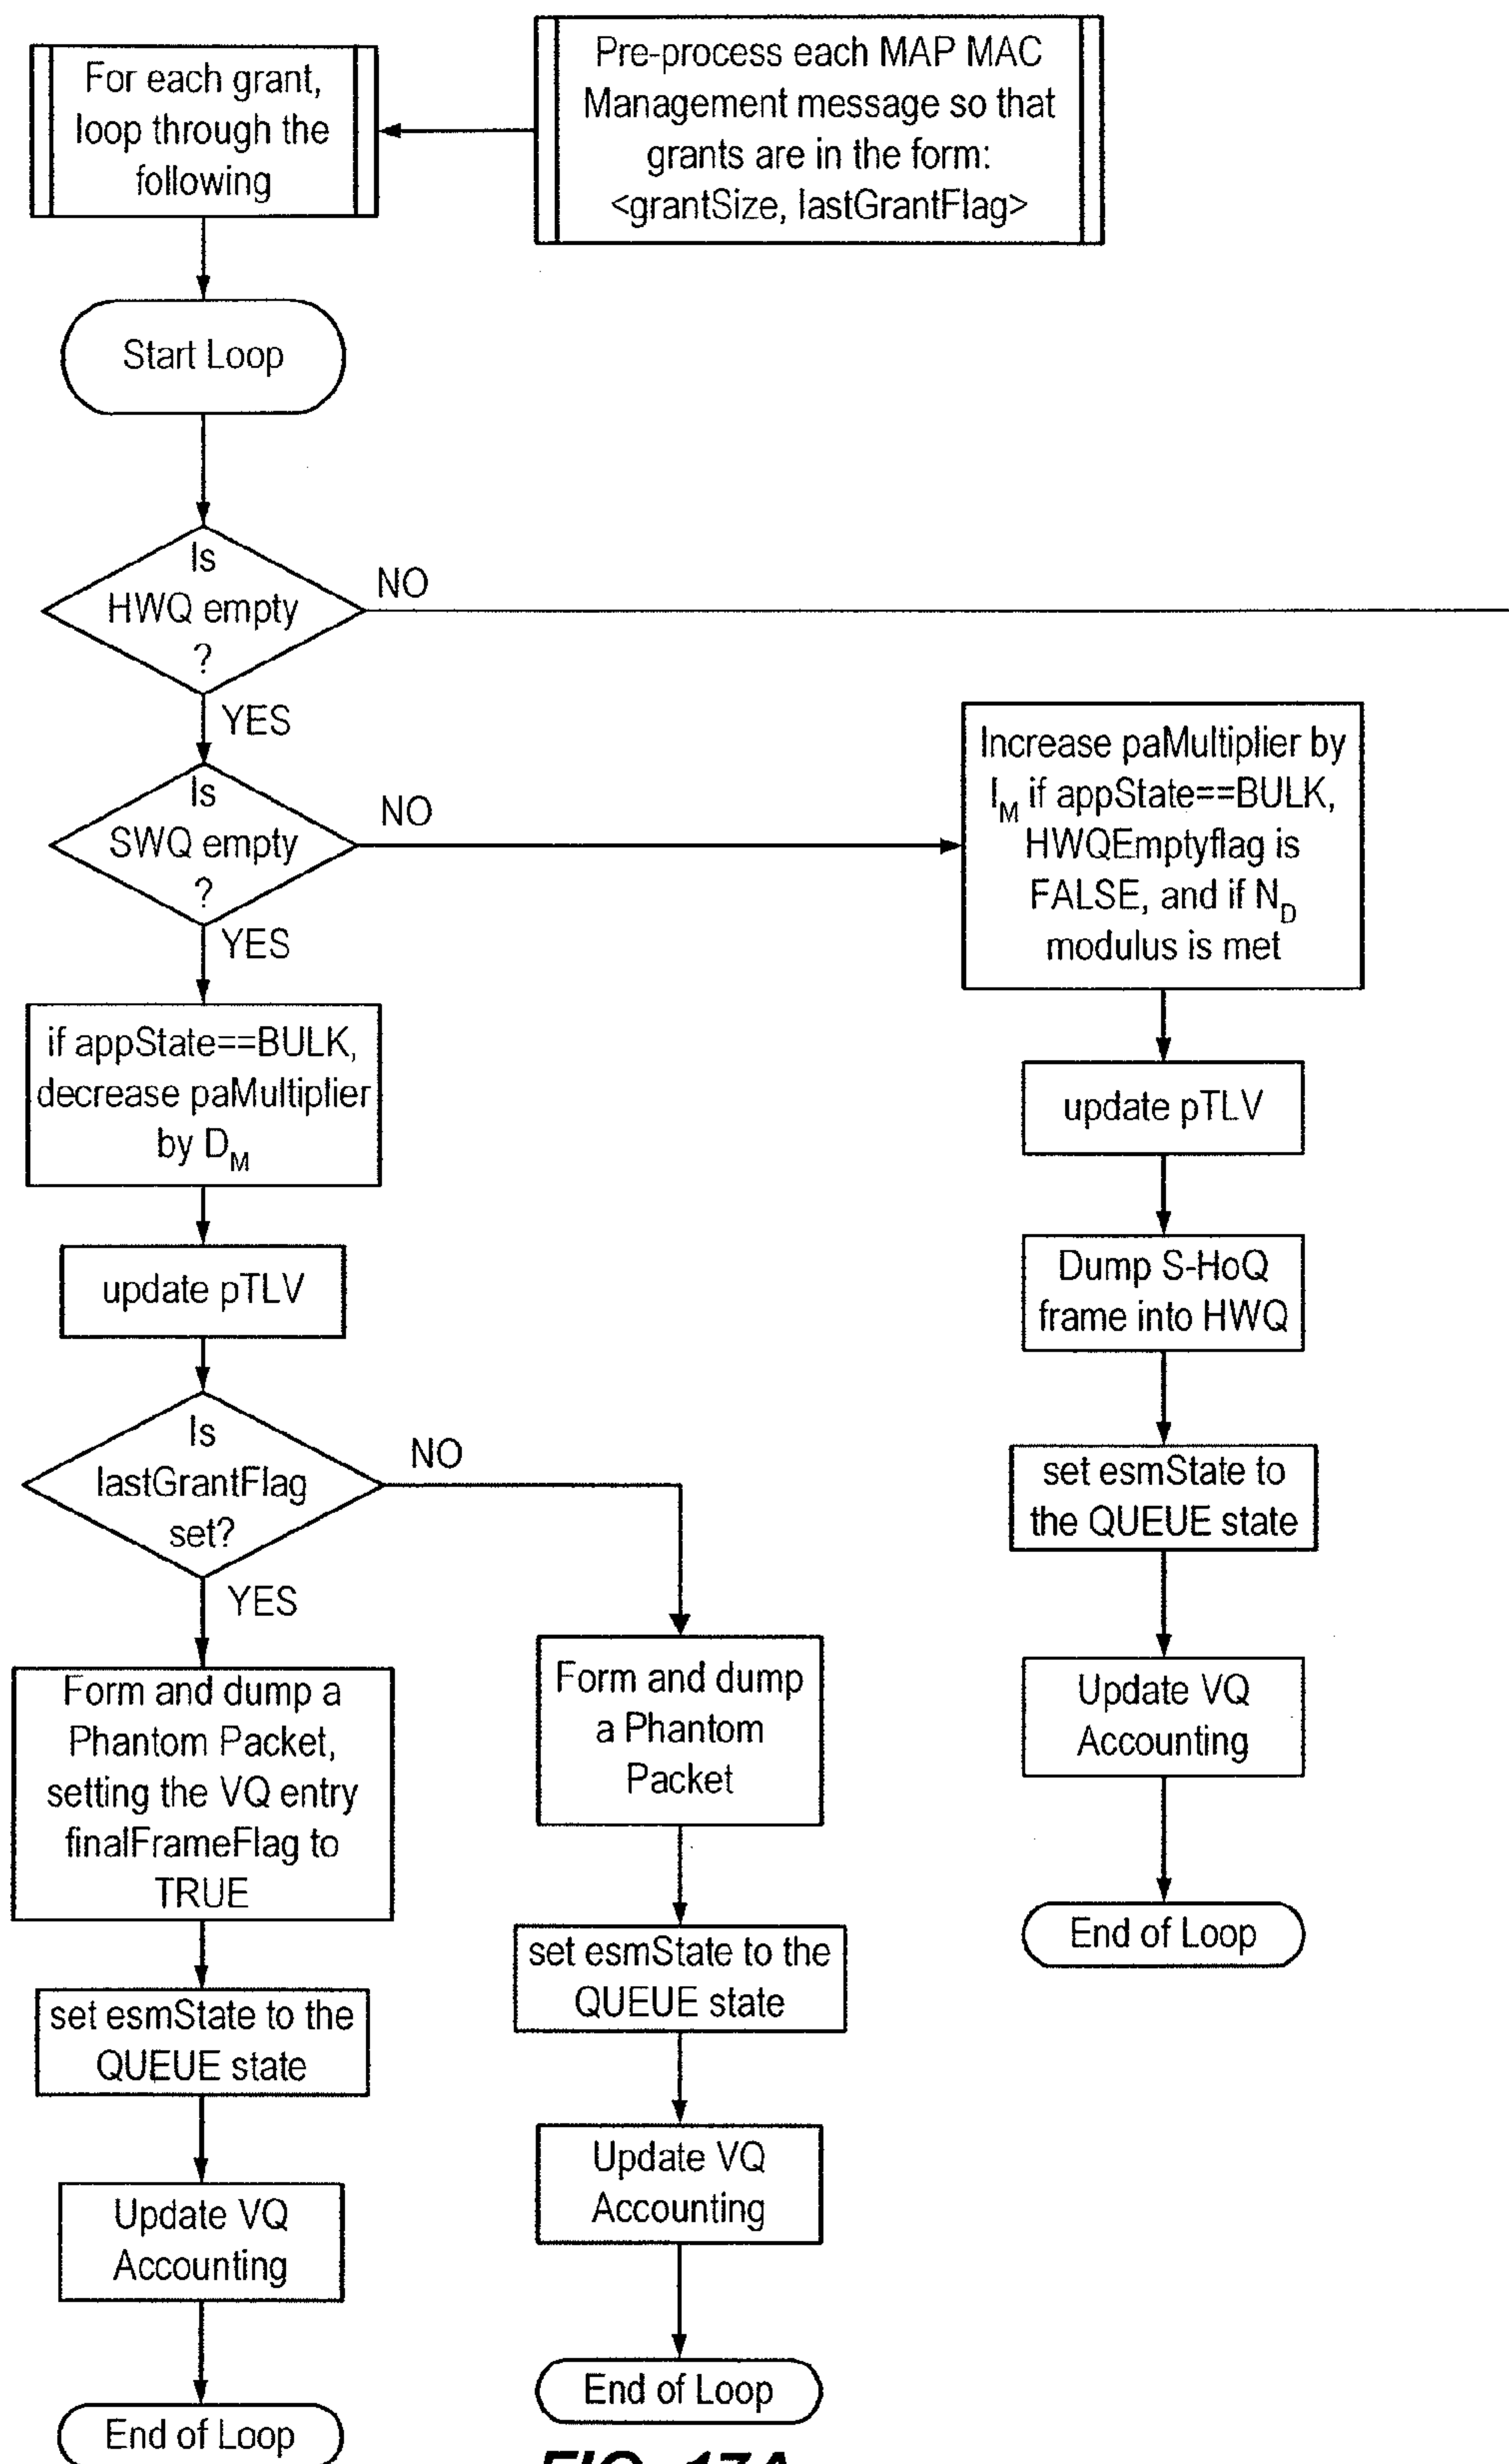 For each grant,
loop through the
following
Pre-process each MAP MAC
Management message so that
grants are in the form:
<grantSize, lastGrantFlag>
Start Loop
Is
HWQ empty
?
NO
YES
Is
SWQ empty
?
NO
YES
Increase paMultiplier by
I_M if appState==BULK,
HWQEmptyflag is
FALSE, and if N_D
modulus is met
if appState==BULK,
decrease paMultiplier
by D_M
update pTLV
update pTLV
Dump S-HoQ
frame into HWQ
Is
lastGrantFlag
set?
NO
YES
set esmState to
the QUEUE state
Form and dump a
Phantom Packet,
setting the VQ entry
finalFrameFlag to
TRUE
Form and dump
a Phantom
Packet
Update VQ
Accounting
End of Loop
set esmState to the
QUEUE state
set esmState to the
QUEUE state
Update VQ
Accounting
Update VQ
Accounting
End of Loop
End of Loop
FIG. 17A